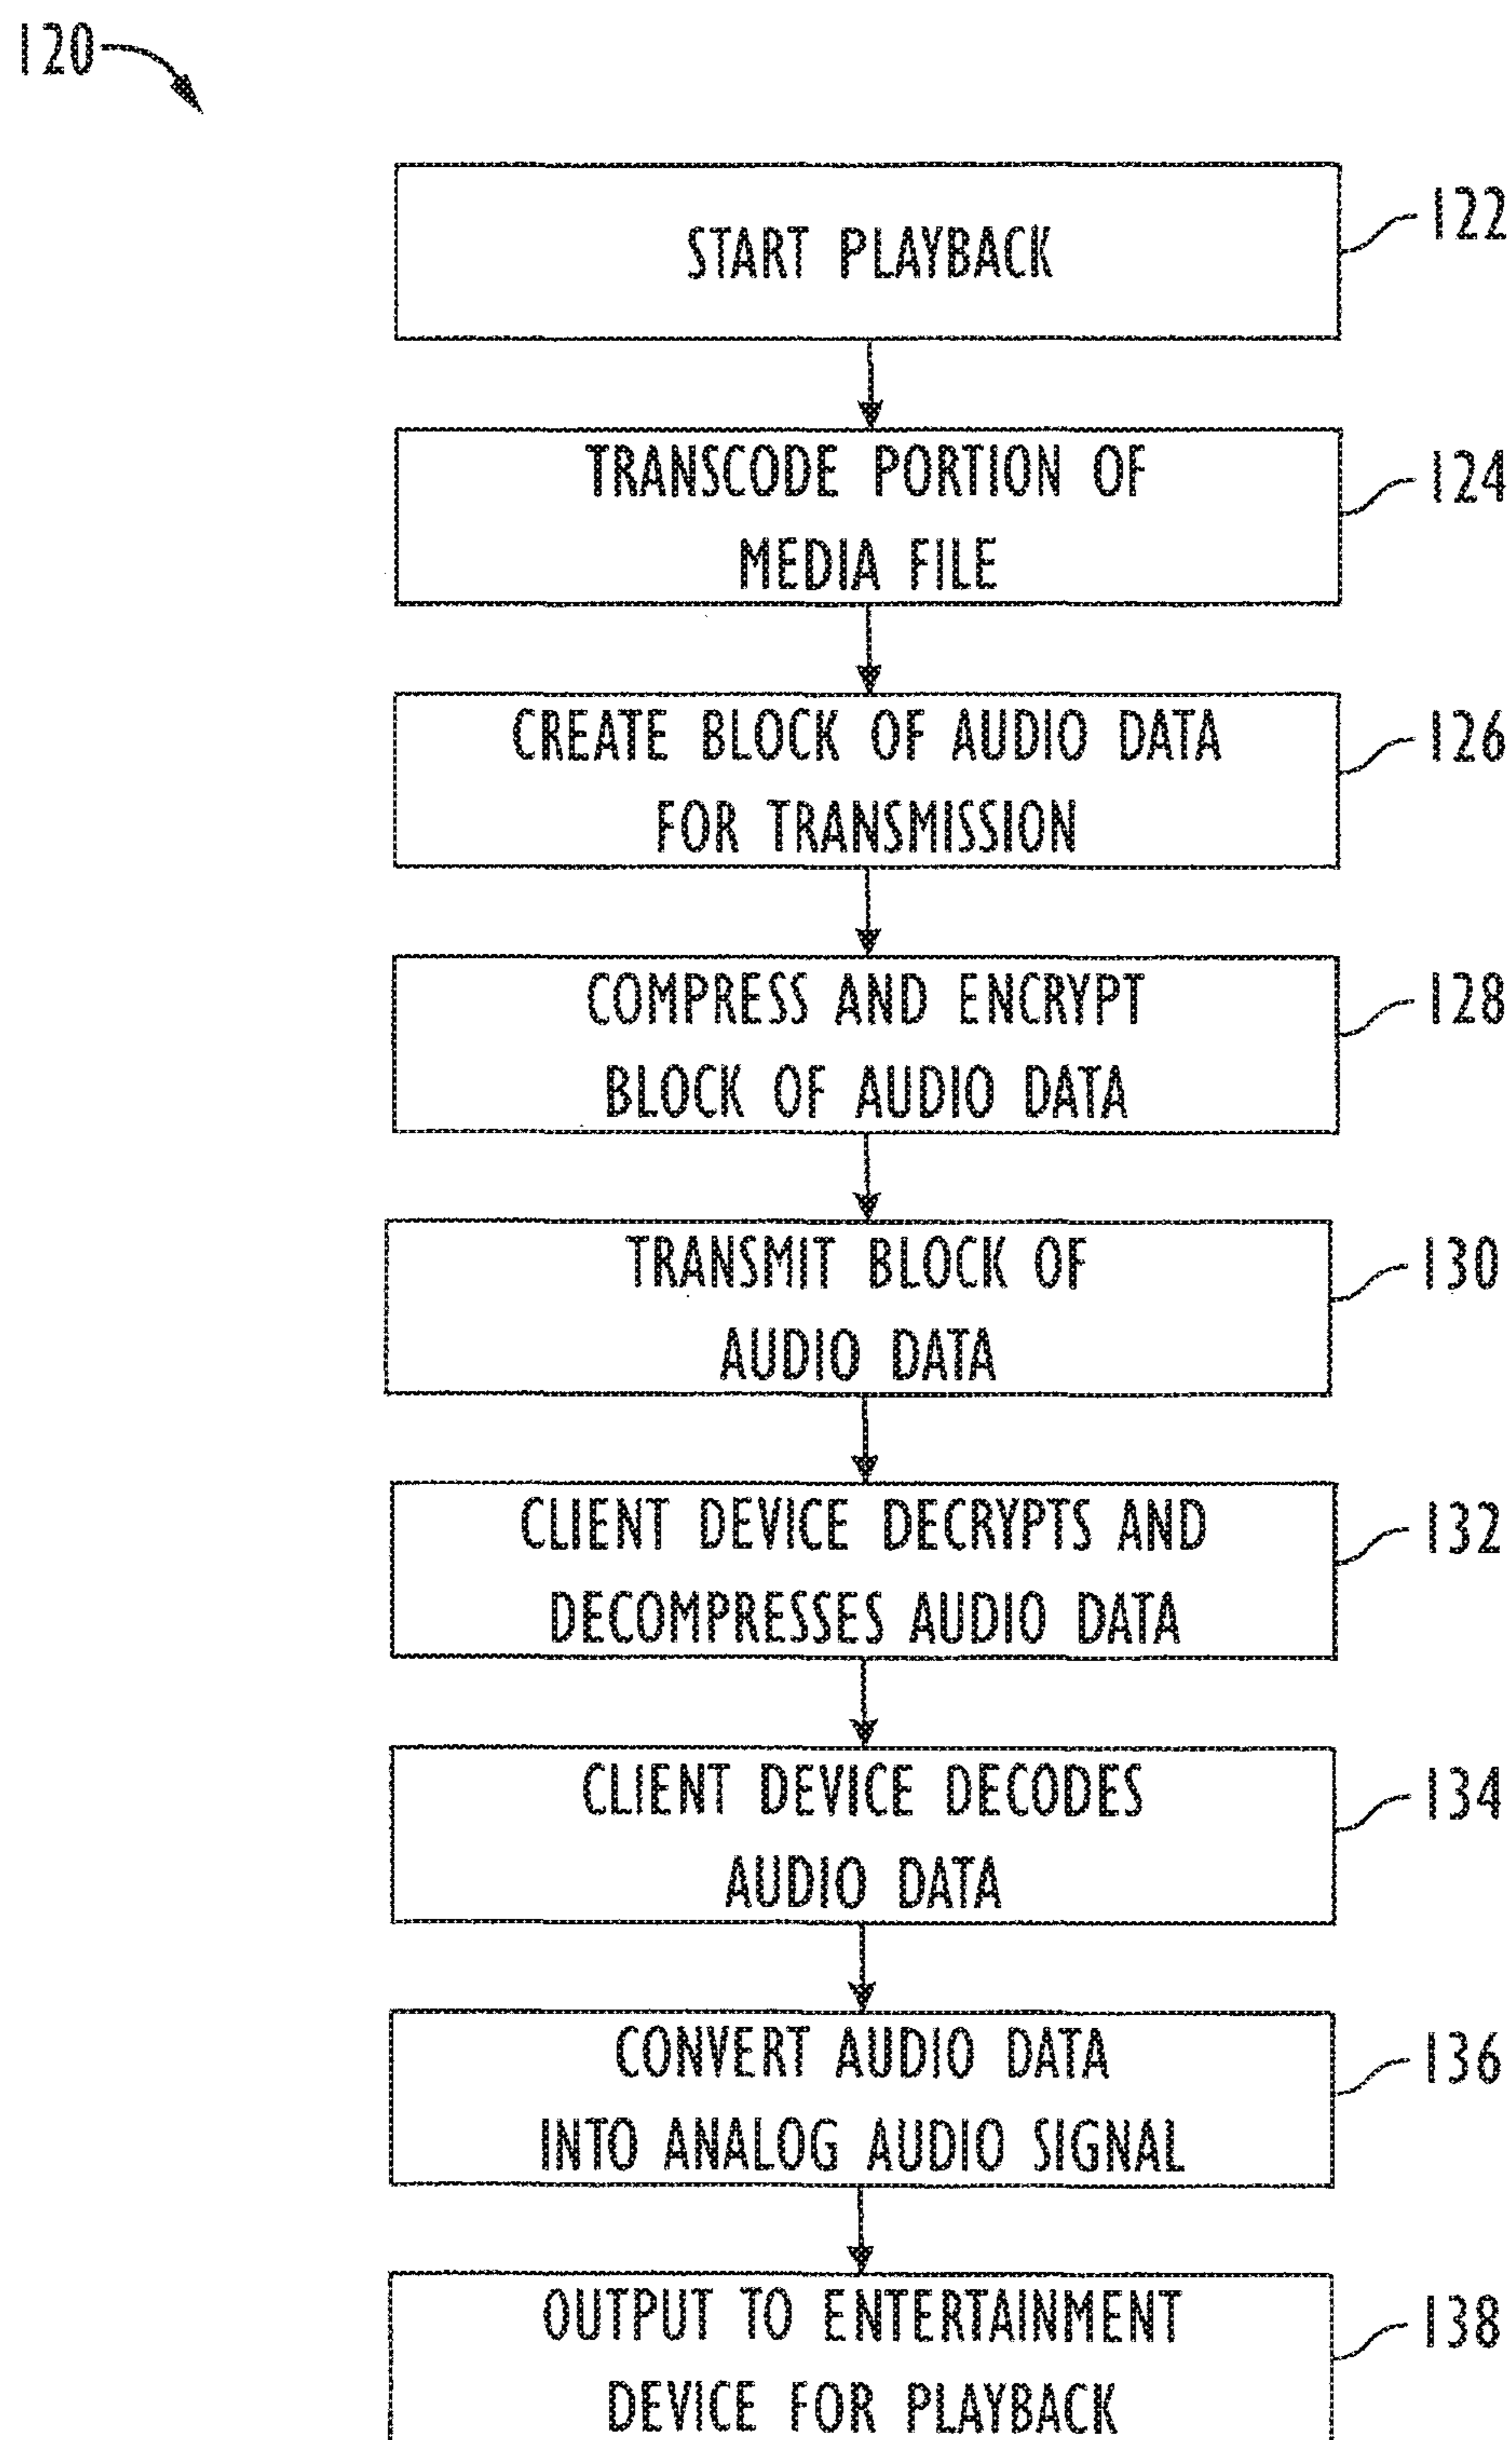 120
START PLAYBACK
122
TRANSCODE PORTION OF
MEDIA FILE
124
CREATE BLOCK OF AUDIO DATA
FOR TRANSMISSION
126
COMPRESS AND ENCRYPT
BLOCK OF AUDIO DATA
128
TRANSMIT BLOCK OF
AUDIO DATA
130
CLIENT DEVICE DECRYPTS AND
DECOMPRESSES AUDIO DATA
132
CLIENT DEVICE DECODES
AUDIO DATA
134
CONVERT AUDIO DATA
INTO ANALOG AUDIO SIGNAL
136
OUTPUT TO ENTERTAINMENT
DEVICE FOR PLAYBACK
138